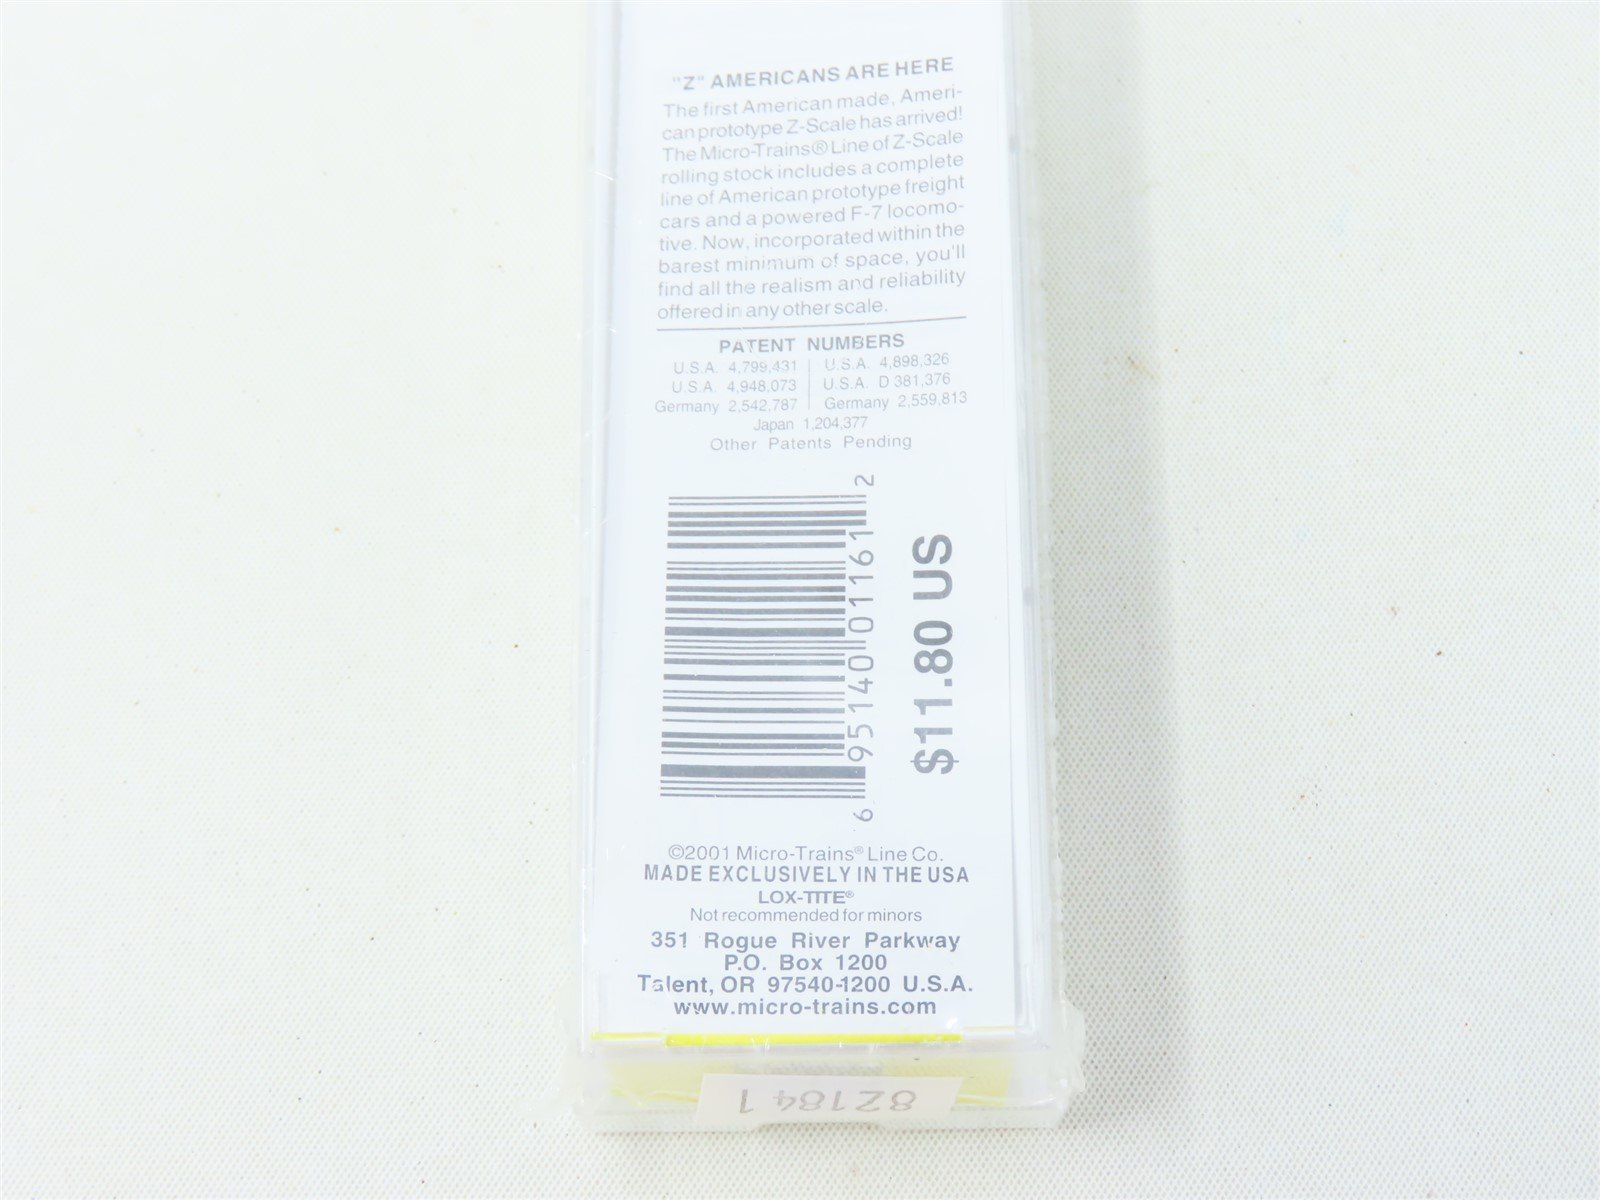 "Z" AMERICANS ARE HERE
The first American made, Ameri-
can prototype Z-Scale has arrived!
The Micro-Trains® Line of Z-Scale
rolling stock includes a complete
line of American prototype freight
cars and a powered F-7 locomo-
tive. Now, incorporated within the
barest minimum of space, you'll
find all the realism and reliability
offered in any other scale.
PATENT NUMBERS
U.S.A. 4,799,431 U.S.A. 4,898,326
U.S.A. 4,948,073 U.S.A. D 381,376
Germany 2,542,787 Germany 2,559,813
Japan 1,204,377
Other Patents Pending
6 95140 01161 2
$11.80 US
©2001 Micro-Trains® Line Co.
MADE EXCLUSIVELY IN THE USA
LOX-TITE®
Not recommended for minors
351 Rogue River Parkway
P.O. Box 1200
Talent, OR 97540-1200 U.S.A.
www.micro-trains.com
821841